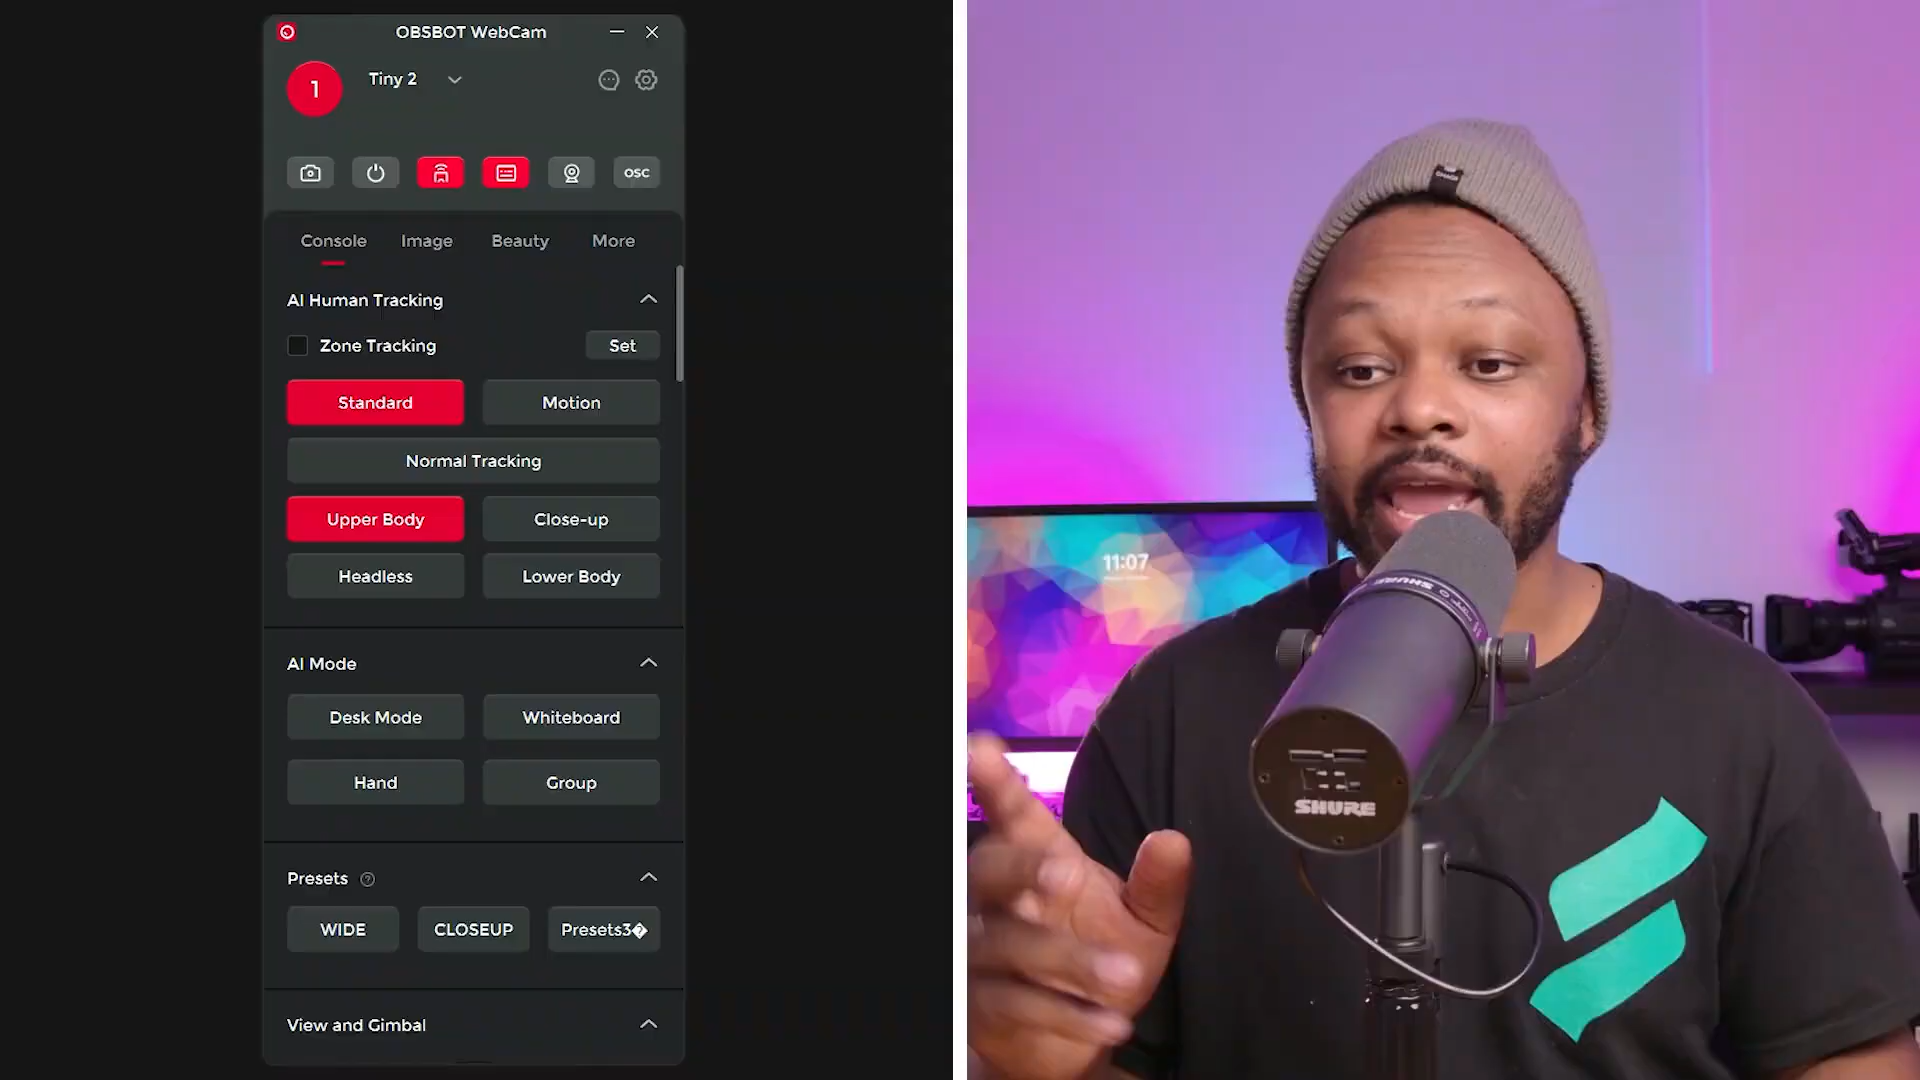 OBSBOT WebCam
1
Tiny 2
OSC
Console
Image
Beauty
More
AI Human Tracking
Zone Tracking
Set
Standard
Motion
Normal Tracking
Upper Body
Close-up
Headless
Lower Body
AI Mode
Desk Mode
Whiteboard
Hand
Group
Presets
WIDE
CLOSEUP
Presets3�
View and Gimbal
11:07
SHURE
SHURE